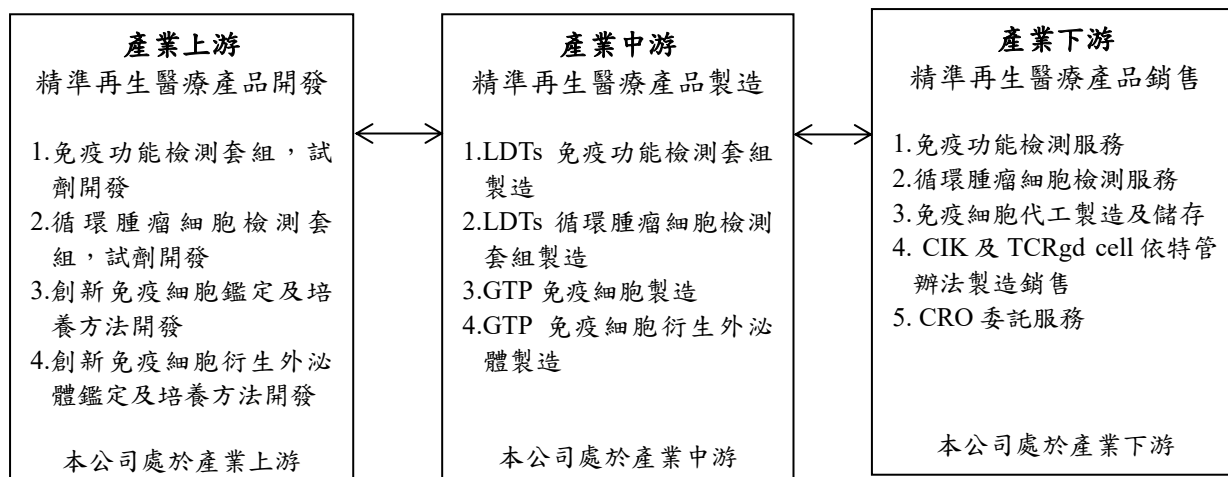 產業上游
精準再生醫療產品開發
1.免疫功能檢測套組，試
劑開發
2.循環腫瘤細胞檢測套
組，試劑開發
3.創新免疫細胞鑑定及培
養方法開發
4.創新免疫細胞衍生外泌
體鑑定及培養方法開發
本公司處於產業上游
產業中游
精準再生醫療產品製造
1.LDTs 免疫功能檢測套組
製造
2.LDTs 循環腫瘤細胞檢測
套組製造
3.GTP 免疫細胞製造
4.GTP 免疫細胞衍生外泌
體製造
本公司處於產業中游
產業下游
精準再生醫療產品銷售
1.免疫功能檢測服務
2.循環腫瘤細胞檢測服務
3.免疫細胞代工製造及儲存
4. CIK 及 TCRgd cell 依特管
辦法製造銷售
5. CRO 委託服務
本公司處於產業下游